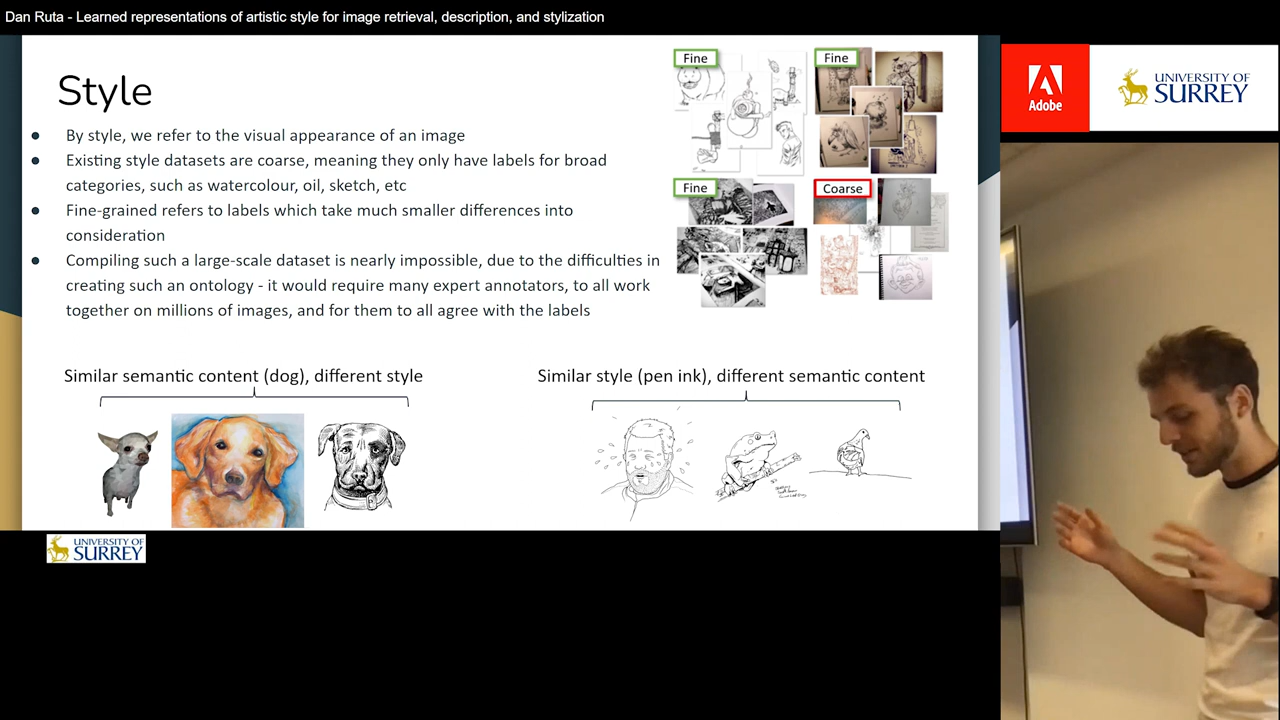 Dan Ruta - Learned representations of artistic style for image retrieval, description, and stylization
Style
● By style, we refer to the visual appearance of an image
● Existing style datasets are coarse, meaning they only have labels for broad
categories, such as watercolour, oil, sketch, etc
● Fine-grained refers to labels which take much smaller differences into
consideration
● Compiling such a large-scale dataset is nearly impossible, due to the difficulties in
creating such an ontology - it would require many expert annotators, to all work
together on millions of images, and for them to all agree with the labels
Fine
Fine
Fine
Coarse
Similar semantic content (dog), different style
Similar style (pen ink), different semantic content
UNIVERSITY OF
SURREY
Adobe
UNIVERSITY OF
SURREY